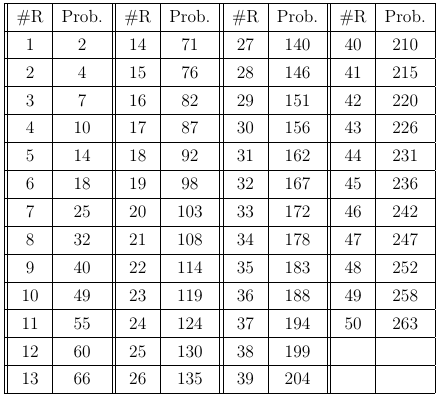 #R Prob. #R Prob. #R Prob. #R Prob.
1 2 14 71 27 140 40 210
2 4 15 76 28 146 41 215
3 7 16 82 29 151 42 220
4 10 17 87 30 156 43 226
5 14 18 92 31 162 44 231
6 18 19 98 32 167 45 236
7 25 20 103 33 172 46 242
8 32 21 108 34 178 47 247
9 40 22 114 35 183 48 252
10 49 23 119 36 188 49 258
11 55 24 124 37 194 50 263
12 60 25 130 38 199
13 66 26 135 39 204